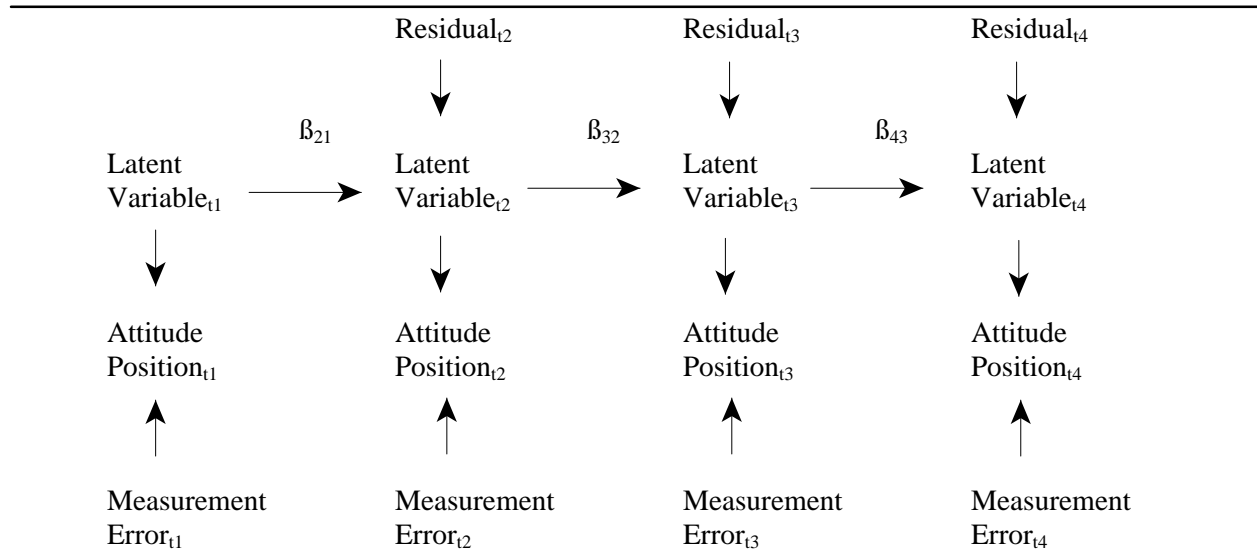 Residual_t2 Residual_t3 Residual_t4
ß_21 ß_32 ß_43
Latent Latent Latent Latent
Variable_t1 Variable_t2 Variable_t3 Variable_t4
Attitude Attitude Attitude Attitude
Position_t1 Position_t2 Position_t3 Position_t4
Measurement Measurement Measurement Measurement
Error_t1 Error_t2 Error_t3 Error_t4